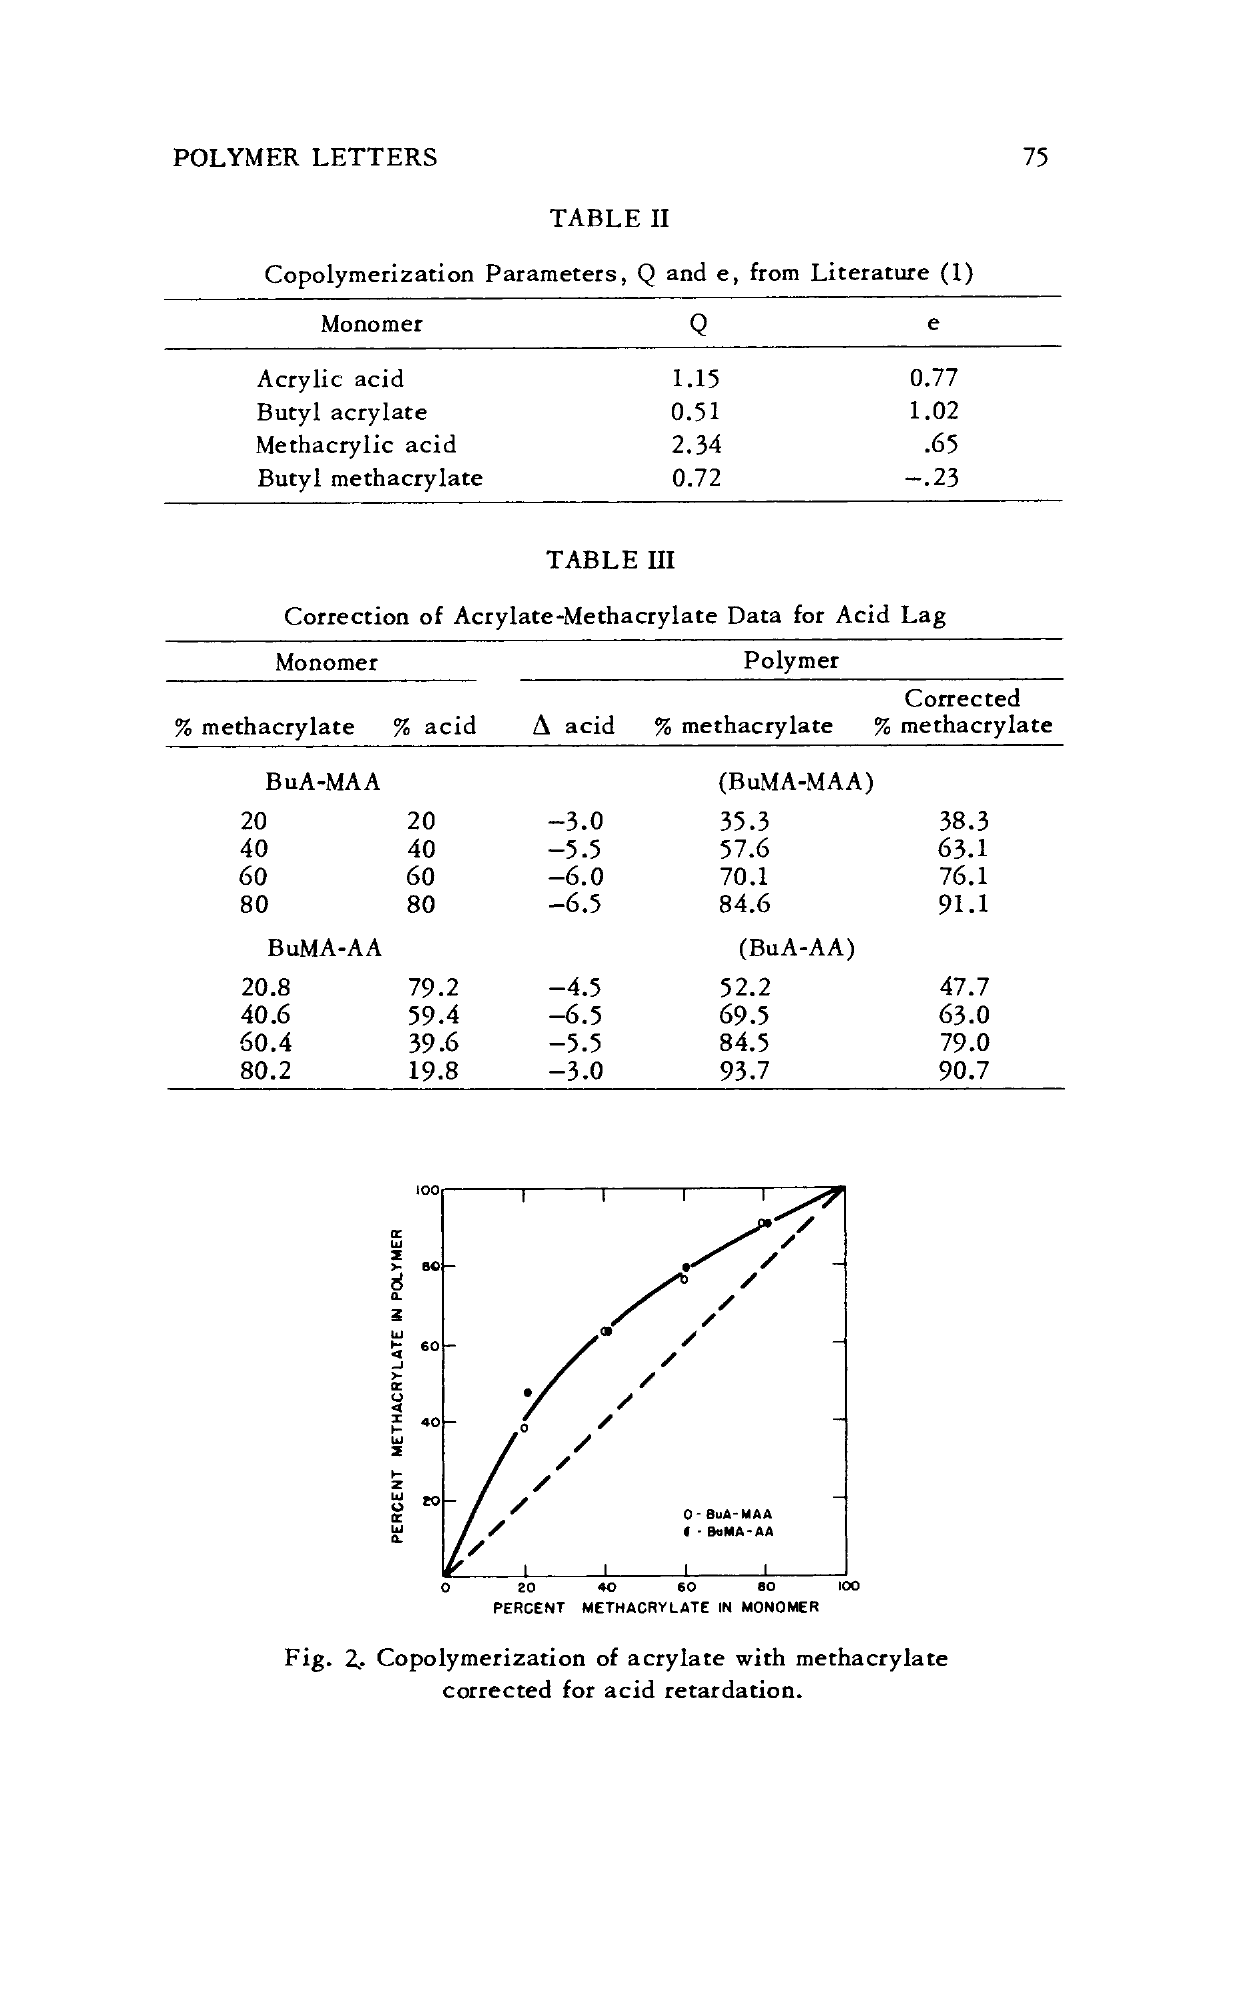 POLYMER LETTERS 75
TABLE II
Copolymerization Parameters, Q and e, from Literature (1)
Monomer Q e
Acrylic acid 1.15 0.77
Butyl acrylate 0.51 1.02
Methacrylic acid 2.34 .65
Butyl methacrylate 0.72 −.23
TABLE III
Correction of Acrylate-Methacrylate Data for Acid Lag
Monomer Polymer
Corrected
% methacrylate % acid Δ acid % methacrylate % methacrylate
BuA-MAA (BuMA-MAA)
20 20 −3.0 35.3 38.3
40 40 −5.5 57.6 63.1
60 60 −6.0 70.1 76.1
80 80 −6.5 84.6 91.1
BuMA-AA (BuA-AA)
20.8 79.2 −4.5 52.2 47.7
40.6 59.4 −6.5 69.5 63.0
60.4 39.6 −5.5 84.5 79.0
80.2 19.8 −3.0 93.7 90.7
PERCENT METHACRYLATE IN POLYMER
100
80
60
40
20
O - BuA-MAA
- BuMA-AA
0 20 40 60 80 100
PERCENT METHACRYLATE IN MONOMER
Fig. 2. Copolymerization of acrylate with methacrylate
corrected for acid retardation.